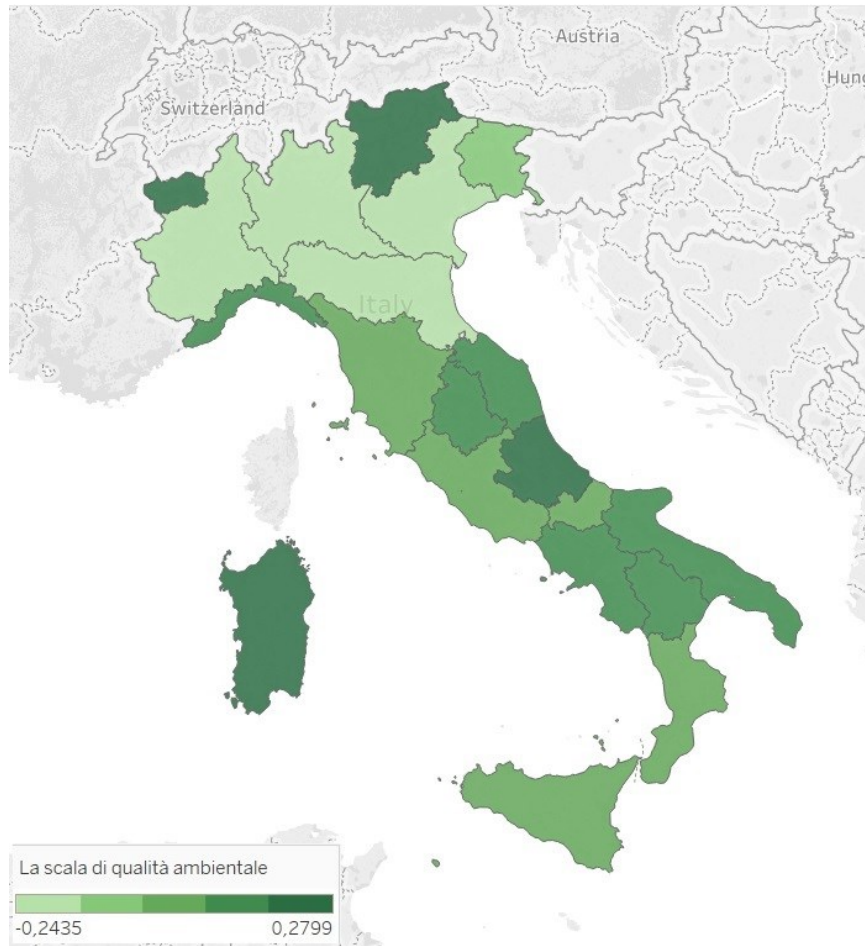 Austria
Hung
Switzerland
Italy
La scala di qualità ambientale
-0,2435
0,2799